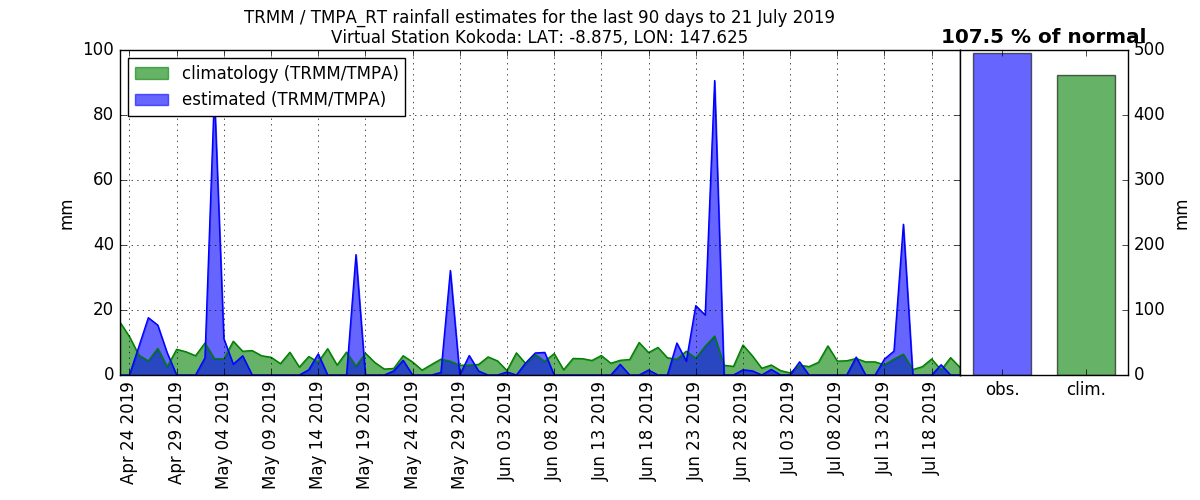 TRMM / TMPA_RT rainfall estimates for the last 90 days to 21 July 2019
Virtual Station Kokoda: LAT: -8.875, LON: 147.625
107.5 % of normal
climatology (TRMM/TMPA)
estimated (TRMM/TMPA)
100
80
60
40
20
0
mm
500
400
300
200
100
0
mm
Apr 24 2019
Apr 29 2019
May 04 2019
May 09 2019
May 14 2019
May 19 2019
May 24 2019
May 29 2019
Jun 03 2019
Jun 08 2019
Jun 13 2019
Jun 18 2019
Jun 23 2019
Jun 28 2019
Jul 03 2019
Jul 08 2019
Jul 13 2019
Jul 18 2019
obs.
clim.